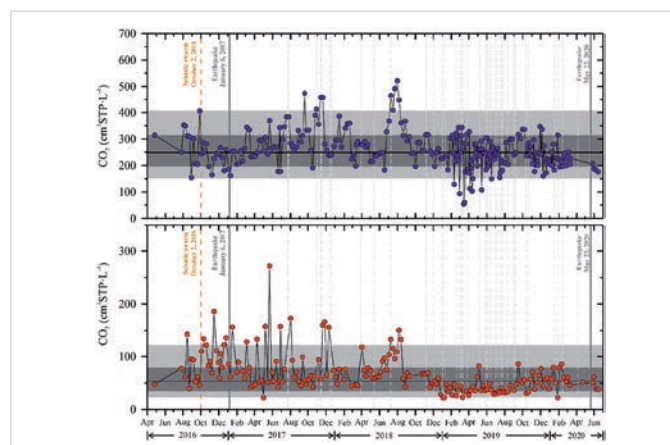 700
600
500
400
300
200
100
0
CO₂ (cm³STP·L⁻¹)
Seismic swarm
October 2, 2016
Earthquake
January 6, 2017
Earthquake
May 22, 2020
350
300
200
100
0
CO₂ (cm³STP·L⁻¹)
Seismic swarm
October 2, 2016
Earthquake
January 6, 2017
Earthquake
May 22, 2020
Apr Jun Aug Oct Dec Feb Apr Jun Aug Oct Dec Feb Apr Jun Aug Oct Dec Feb Apr Jun Aug Oct Dec Feb Apr Jun
2016 2017 2018 2019 2020